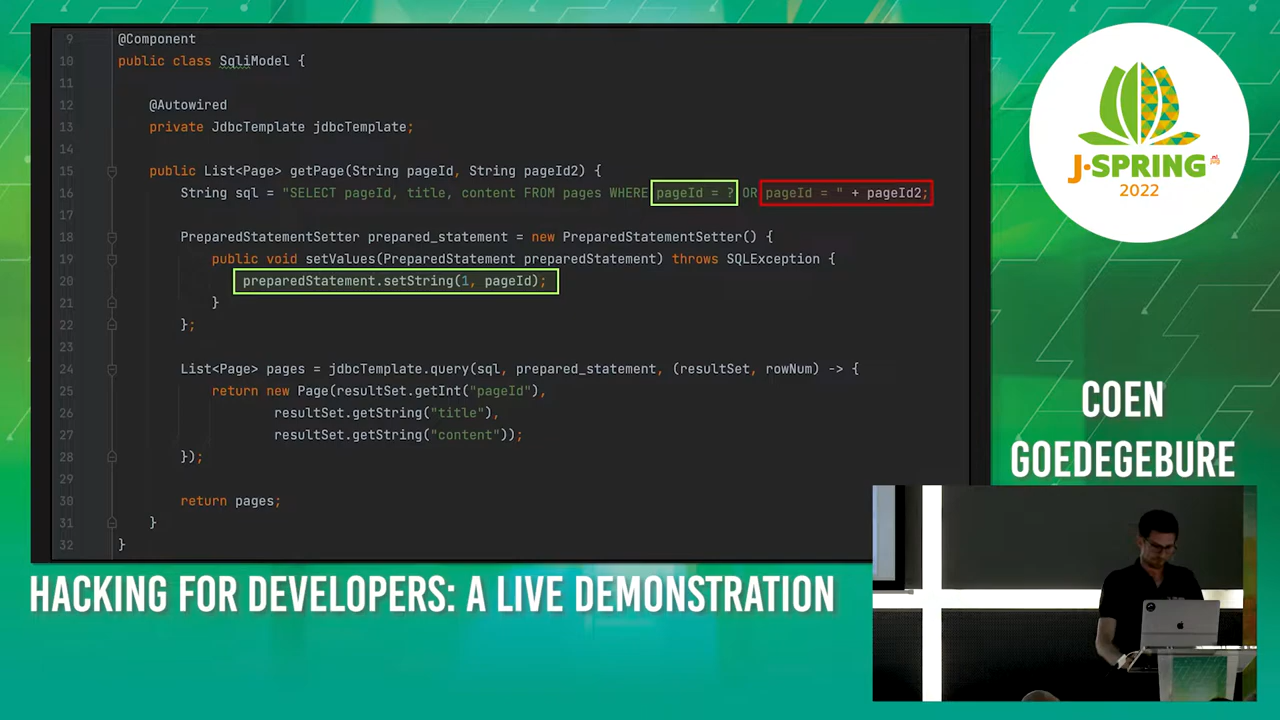 9 @Component
10 public class SqliModel {
11
12 @Autowired
13 private JdbcTemplate jdbcTemplate;
14
15 public List<Page> getPage(String pageId, String pageId2) {
16 String sql = "SELECT pageId, title, content FROM pages WHERE pageId = ? OR pageId = " + pageId2;
18 PreparedStatementSetter prepared_statement = new PreparedStatementSetter() {
19 public void setValues(PreparedStatement preparedStatement) throws SQLException {
20 preparedStatement.setString(1, pageId);
21 }
22 };
23
24 List<Page> pages = jdbcTemplate.query(sql, prepared_statement, (resultSet, rowNum) -> {
25 return new Page(resultSet.getInt("pageId"),
26 resultSet.getString("title"),
27 resultSet.getString("content"));
28 });
29
30 return pages;
31 }
32 }
J-SPRING
2022
COEN
GOEDEGEBURE
HACKING FOR DEVELOPERS: A LIVE DEMONSTRATION